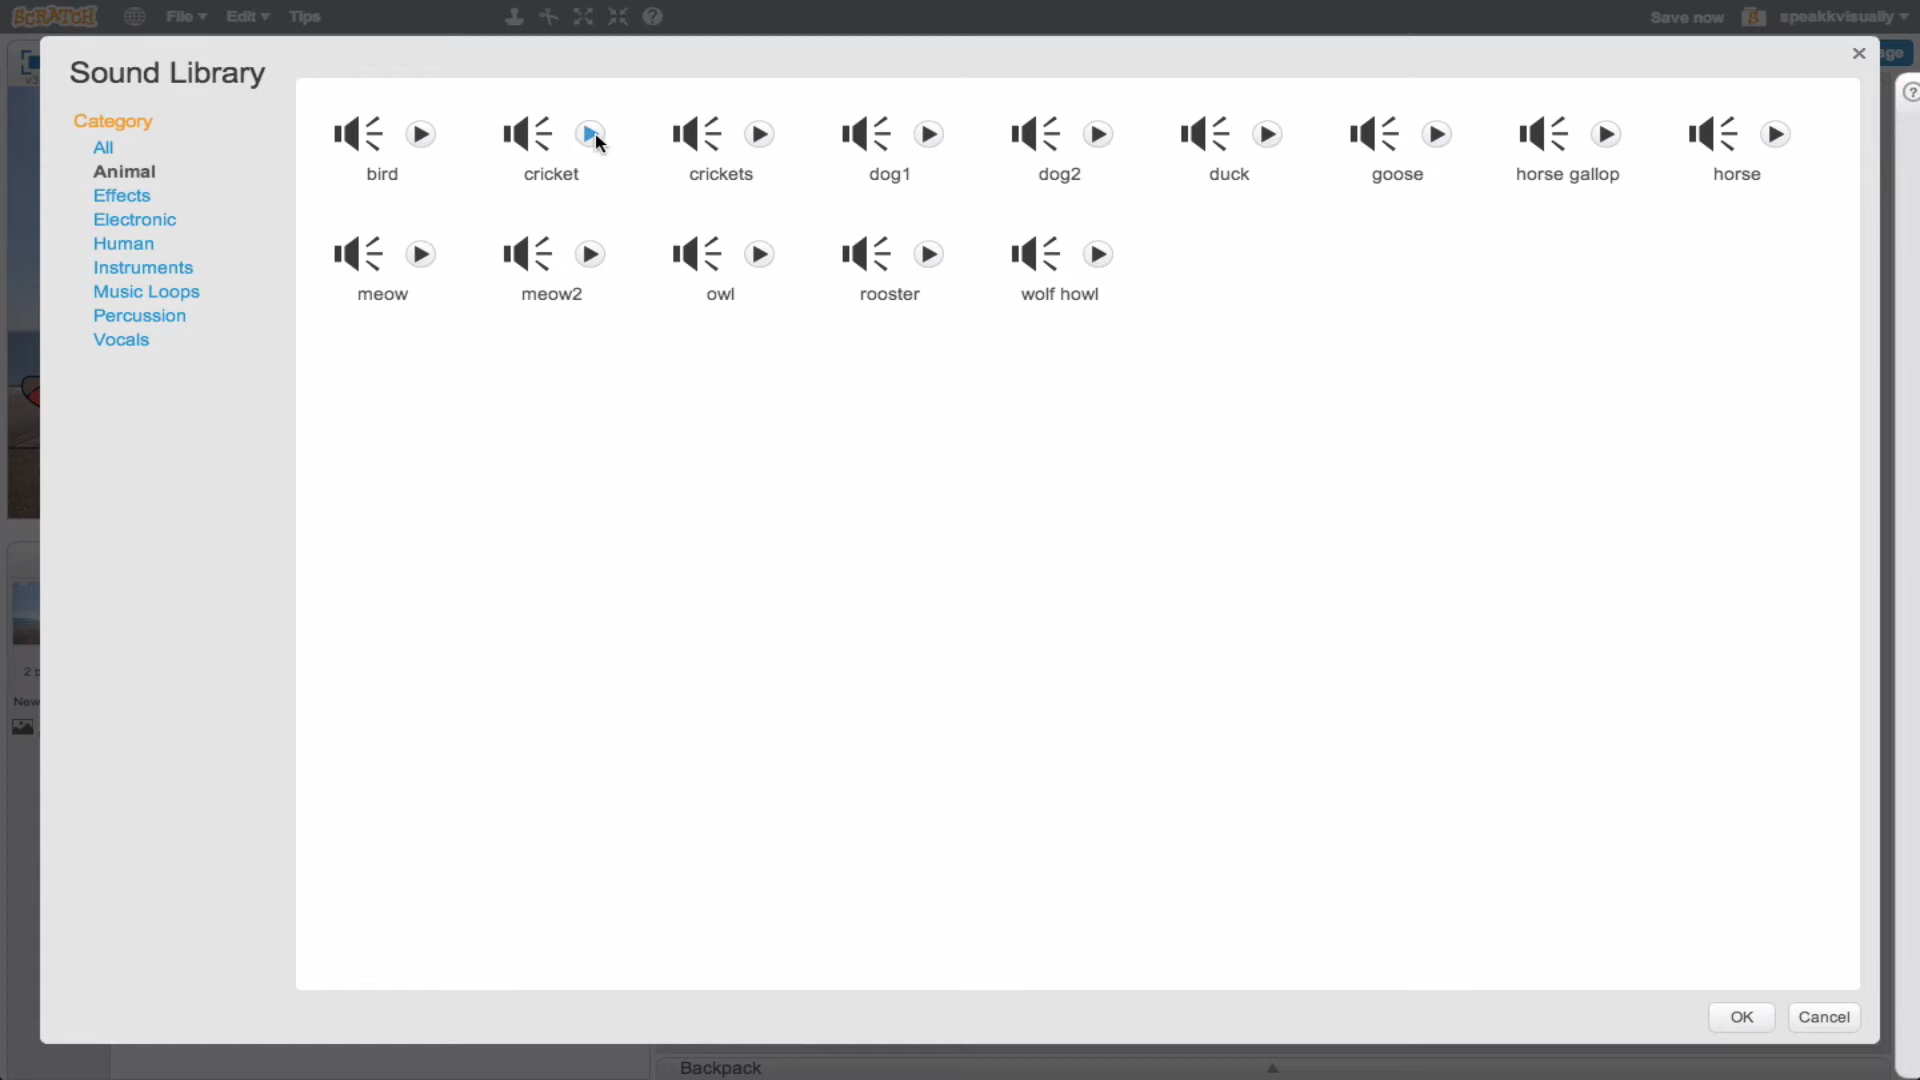 SCRATCH File Edit Tips Save now speakkvisually
Sound Library
Category
All
Animal
Effects
Electronic
Human
Instruments
Music Loops
Percussion
Vocals
bird cricket crickets dog1 dog2 duck goose horse gallop horse
meow meow2 owl rooster wolf howl
New
OK Cancel
Backpack